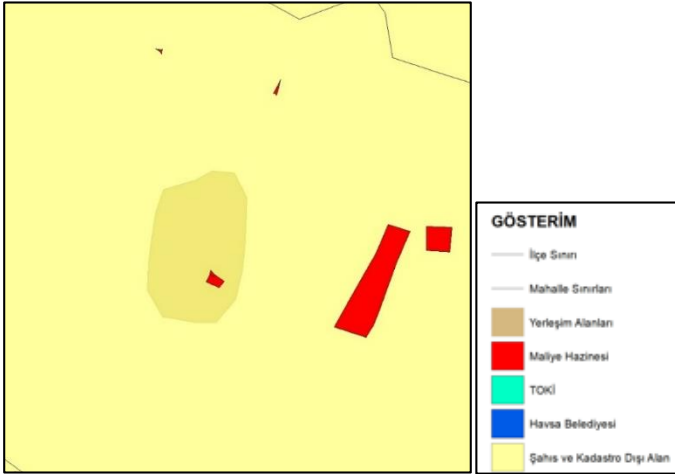 GÖSTERİM
İlçe Sınırı
Mahalle Sınırları
Yerleşim Alanları
Maliye Hazinesi
TOKİ
Havsa Belediyesi
Şahıs ve Kadastro Dışı Alan